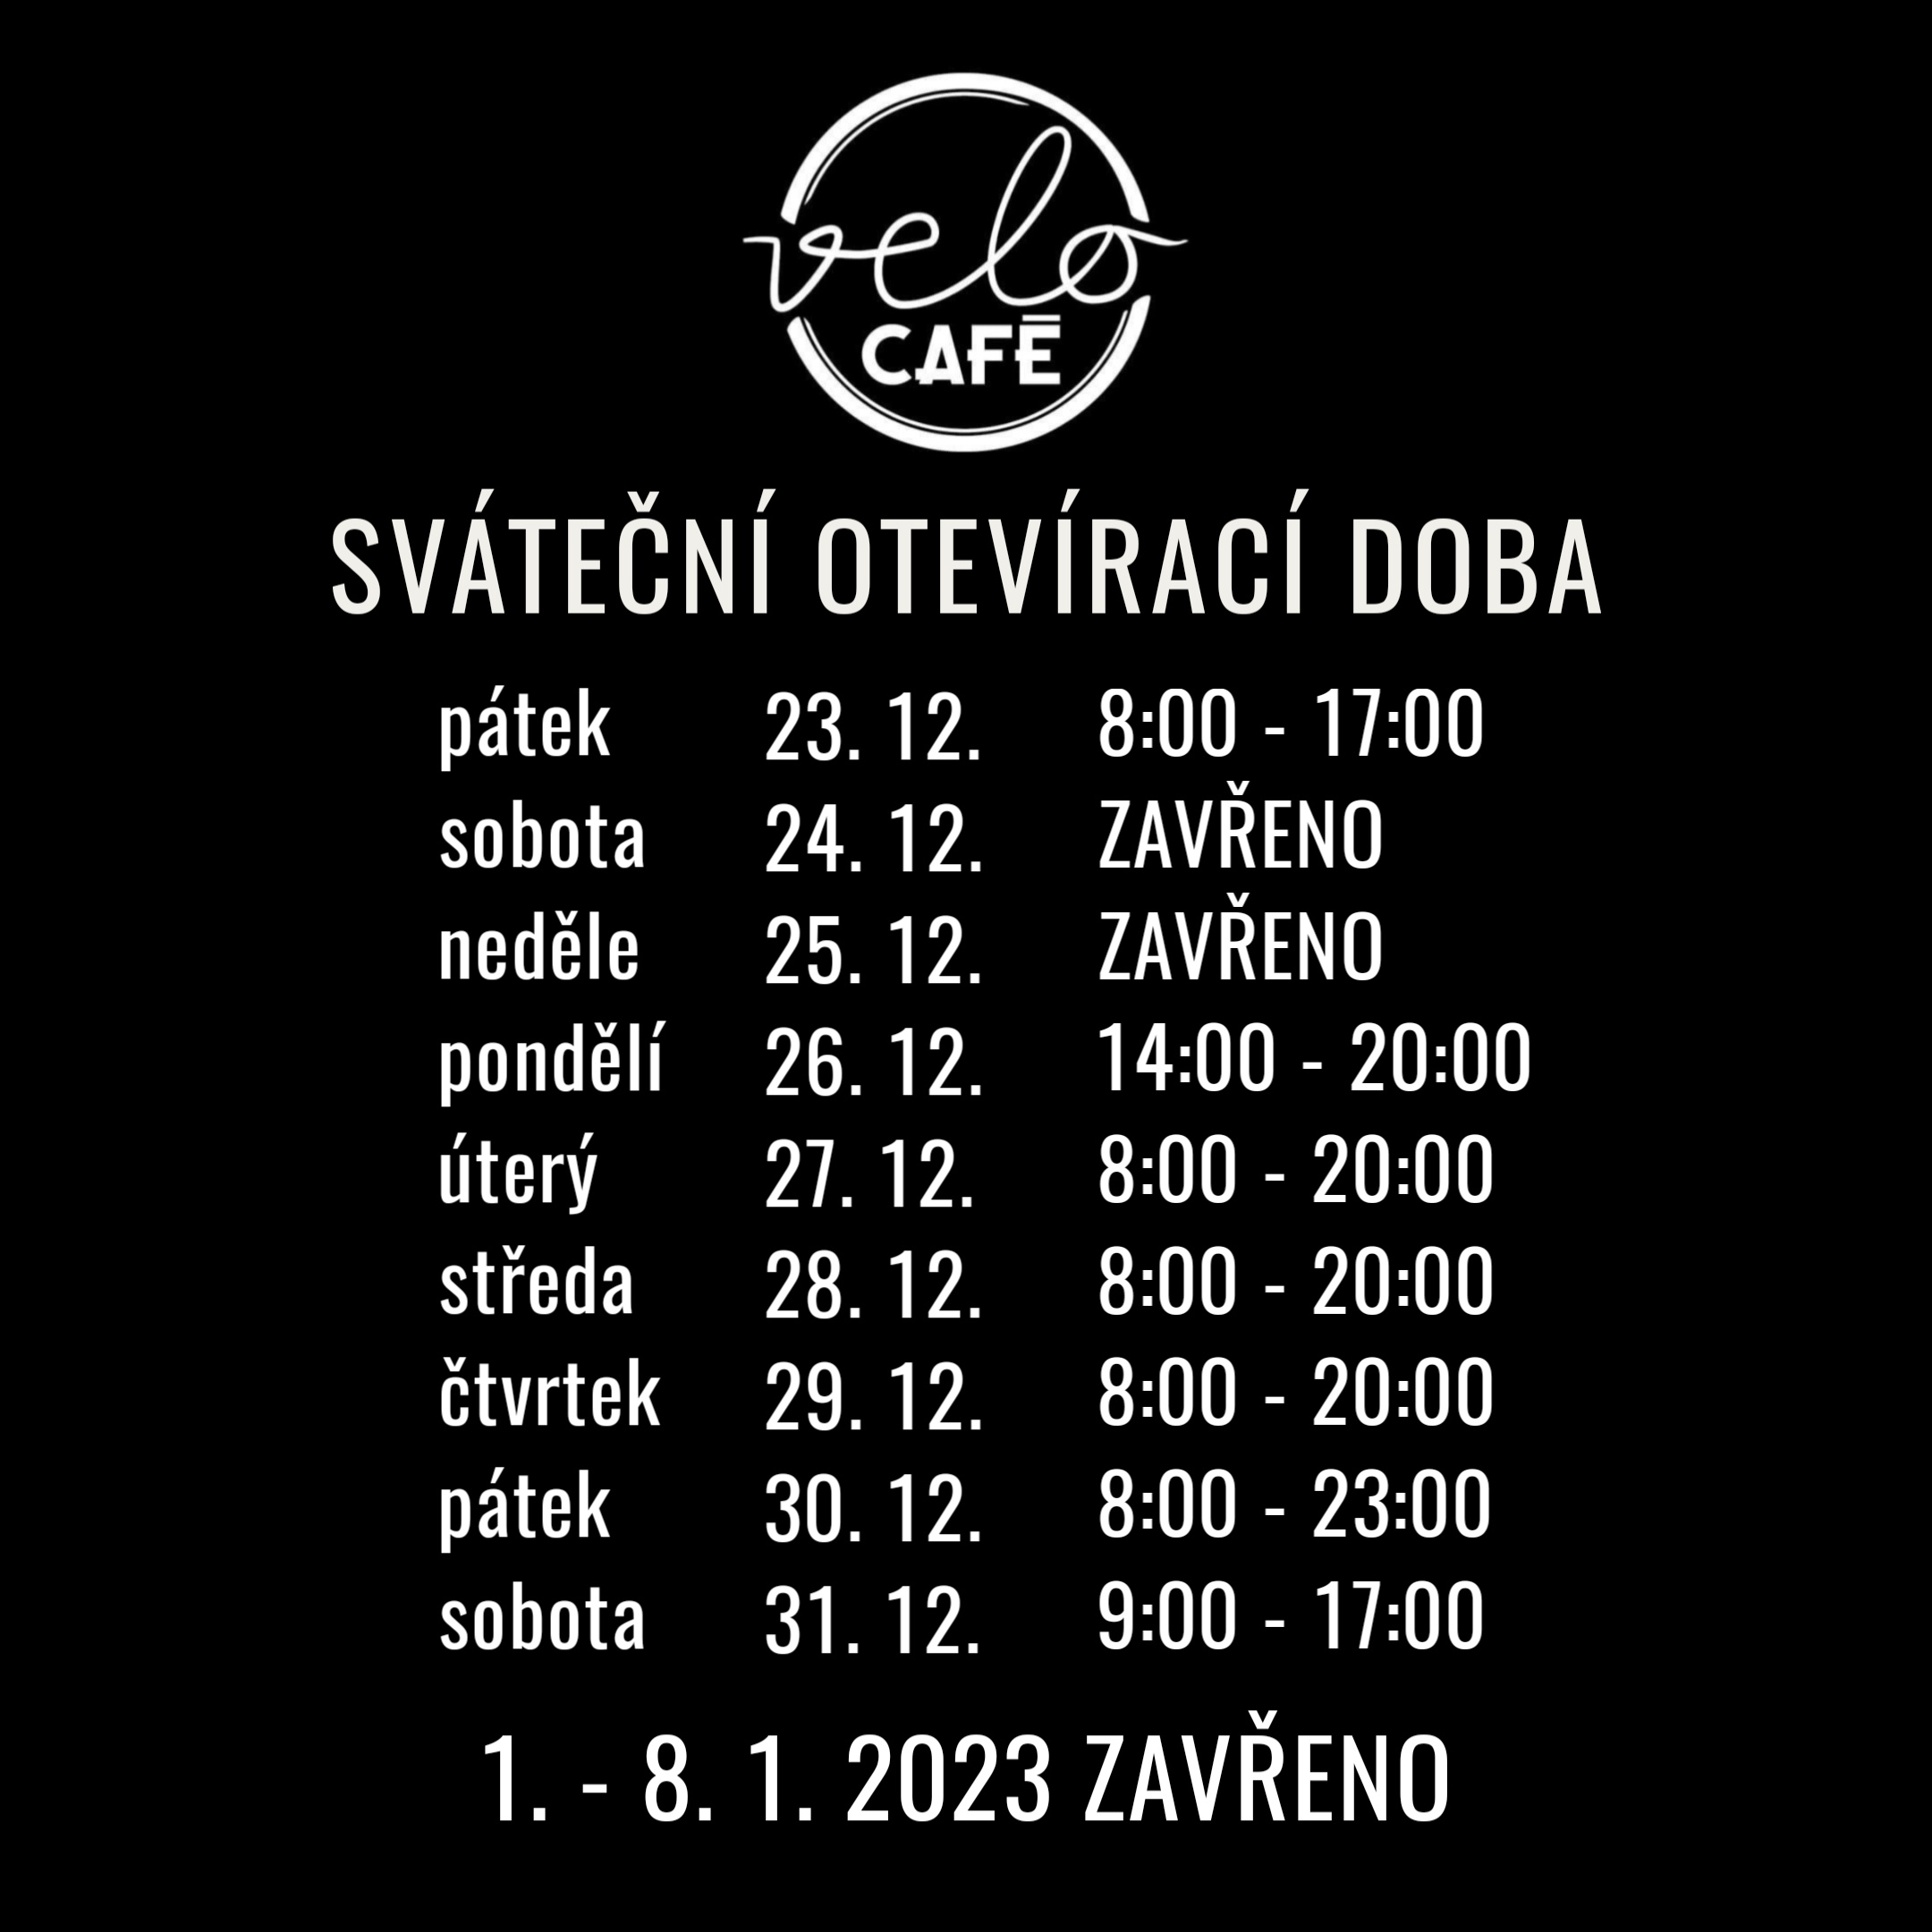 velo
CAFÉ
SVÁTEČNÍ OTEVÍRACÍ DOBA
pátek 23. 12. 8:00 - 17:00
sobota 24. 12. ZAVŘENO
neděle 25. 12. ZAVŘENO
pondělí 26. 12. 14:00 - 20:00
úterý 27. 12. 8:00 - 20:00
středa 28. 12. 8:00 - 20:00
čtvrtek 29. 12. 8:00 - 20:00
pátek 30. 12. 8:00 - 23:00
sobota 31. 12. 9:00 - 17:00
1. - 8. 1. 2023 ZAVŘENO